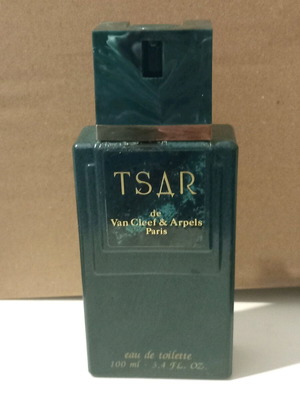 TSAR
de
Van Cleef & Arpels
Paris
eau de toilette
100 ml - 3.4 FL. OZ.